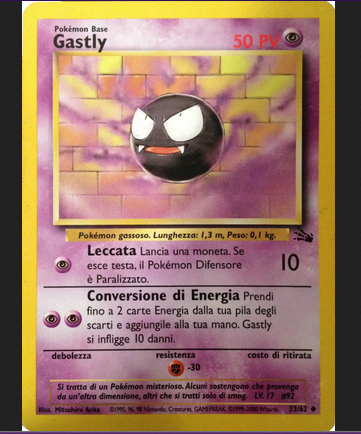 Pokémon Base
Gastly 50 PV
Pokémon gassoso. Lunghezza: 1,3 m, Peso: 0,1 kg.
Leccata Lancia una moneta. Se
esce testa, il Pokémon Difensore 10
è Paralizzato.
Conversione di Energia Prendi
fino a 2 carte Energia dalla tua pila degli
scarti e aggiungile alla tua mano. Gastly
si infligge 10 danni.
debolezza resistenza costo di ritirata
-30
Si tratta di un Pokémon misterioso. Alcuni sostengono che provenga
da un'altra dimensione, altri che si tratti solo di smog. LV. 17 #92
Illus. Mitsuhiro Arita ©1995, 96, 98 Nintendo, Creatures, GAMEFREAK. ©1999-2000 Wizards. 33/62